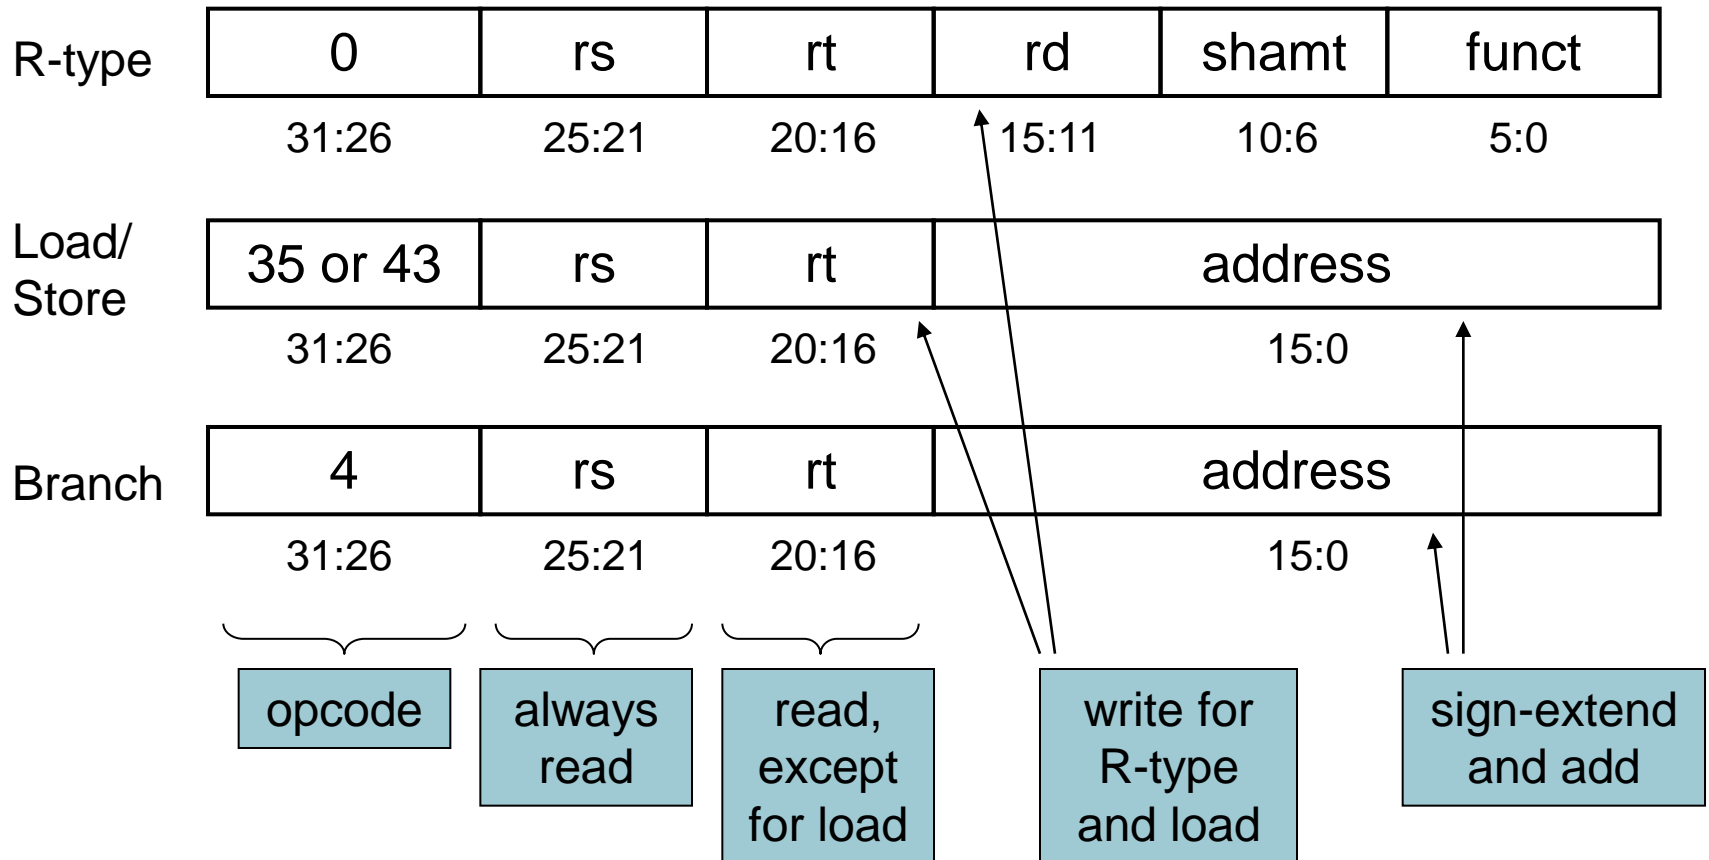 R-type 0 rs rt rd shamt funct
31:26 25:21 20:16 15:11 10:6 5:0
Load/
Store
35 or 43 rs rt address
31:26 25:21 20:16 15:0
Branch 4 rs rt address
31:26 25:21 20:16 15:0
opcode
always
read
read,
except
for load
write for
R-type
and load
sign-extend
and add